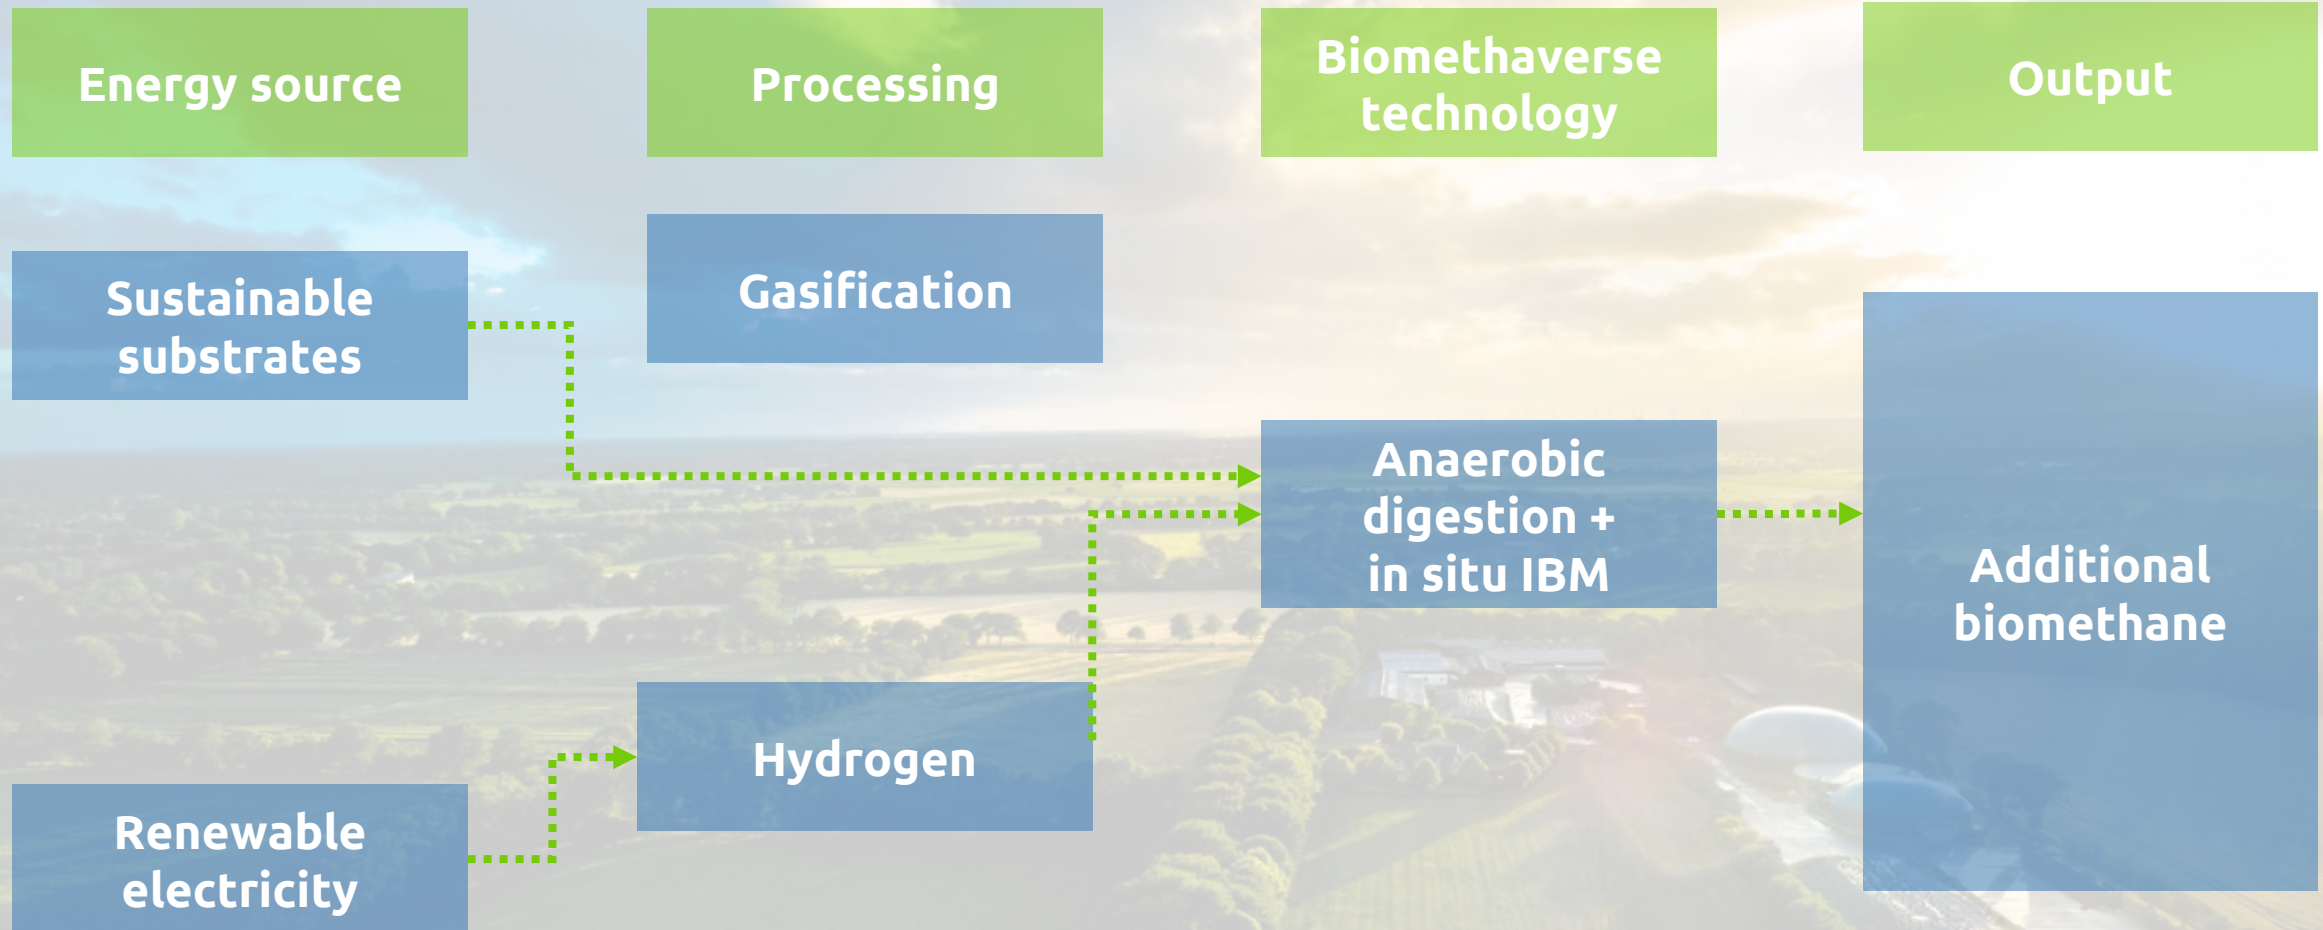 Energy source
Processing
Biomethaverse
technology
Output
Sustainable
substrates
Gasification
Anaerobic
digestion +
in situ IBM
Additional
biomethane
Hydrogen
Renewable
electricity